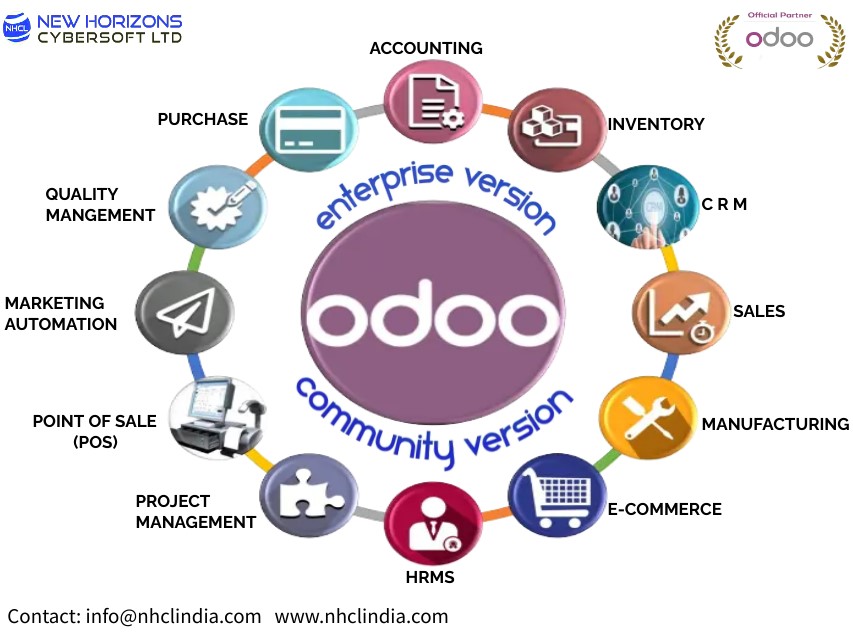 NHCL
NEW HORIZONS
CYBERSOFT LTD
Official Partner
odoo
ACCOUNTING
PURCHASE
INVENTORY
QUALITY
MANGEMENT
CRM
C R M
enterprise version
odoo
community version
MARKETING
AUTOMATION
SALES
POINT OF SALE
(POS)
MANUFACTURING
PROJECT
MANAGEMENT
E-COMMERCE
HRMS
Contact: info@nhclindia.com www.nhclindia.com